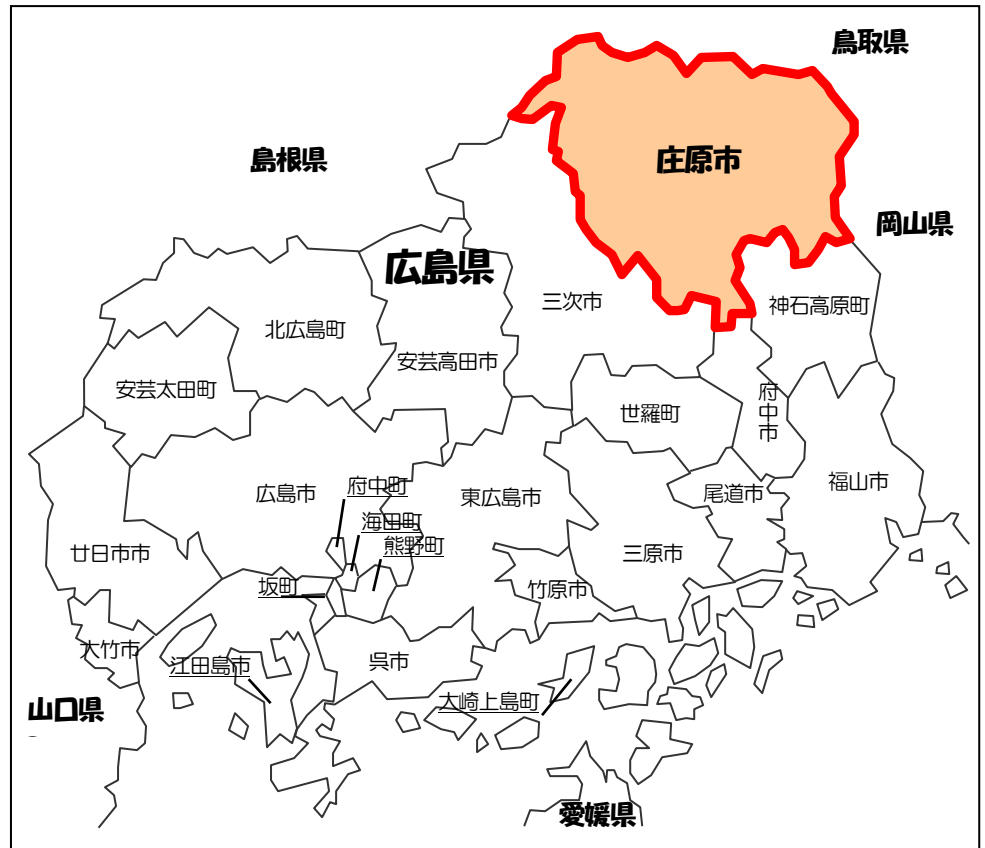 鳥取県
島根県
庄原市
岡山県
広島県
三次市
神石高原町
北広島町
安芸高田市
安芸太田町
世羅町
府中市
広島市
府中町
東広島市
尾道市
福山市
海田町
熊野町
廿日市市
三原市
坂町
竹原市
大竹市
江田島市
呉市
大崎上島町
山口県
愛媛県